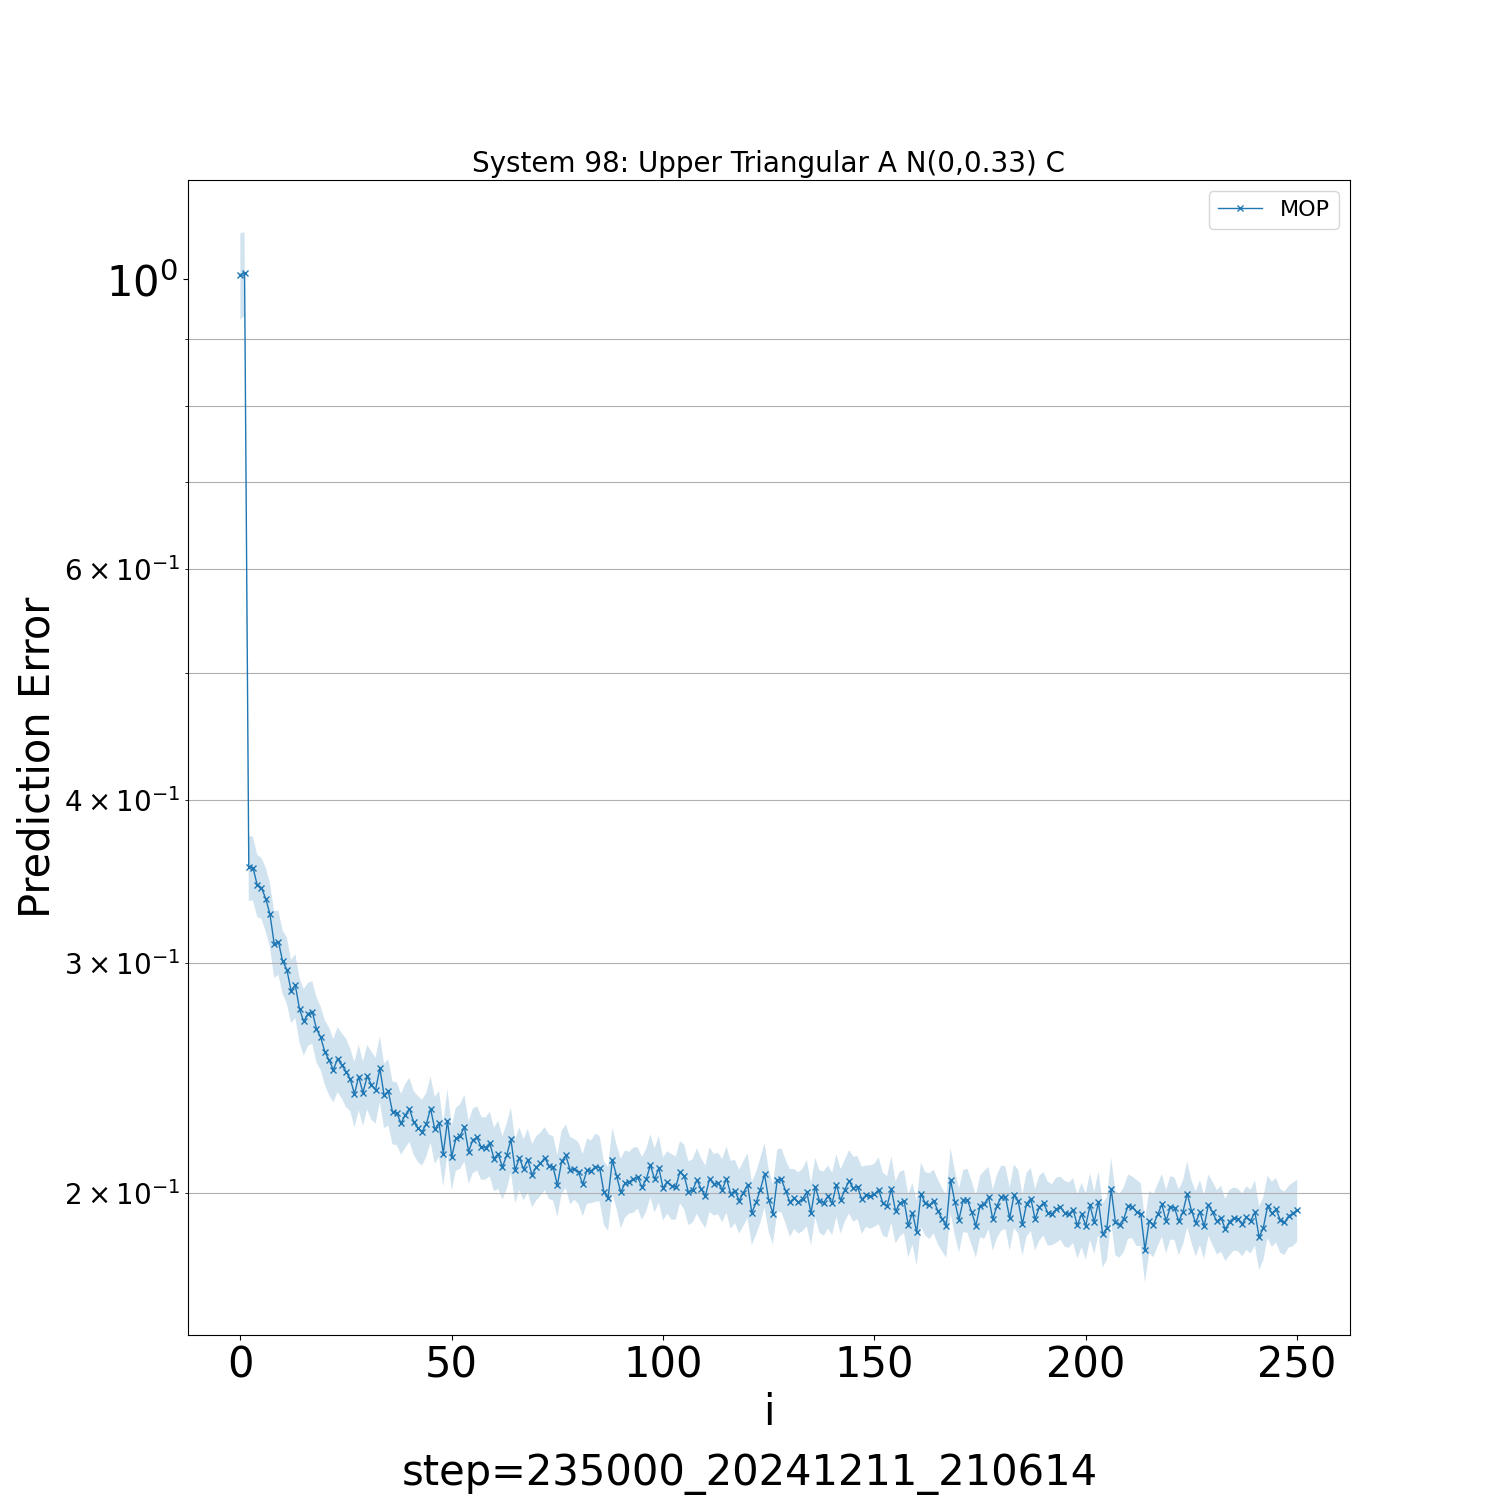 System 98: Upper Triangular A N(0,0.33) C
MOP
10⁰
6 × 10⁻¹
4 × 10⁻¹
3 × 10⁻¹
2 × 10⁻¹
Prediction Error
0 50 100 150 200 250
i
step=235000_20241211_210614